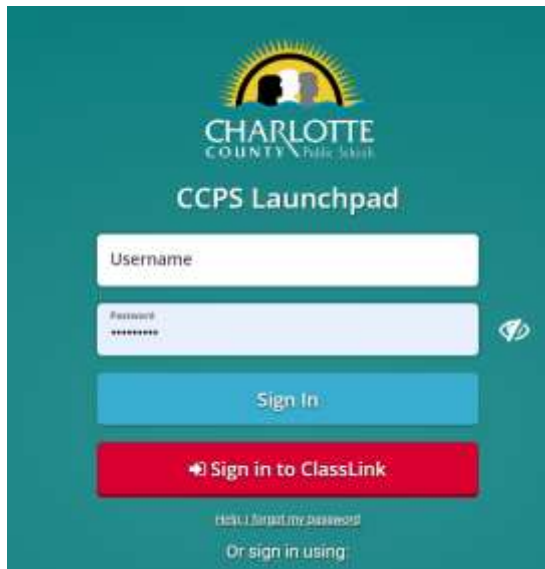 CHARLOTTE
COUNTY Public Schools
CCPS Launchpad
Username
Password
•••••••••
Sign In
Sign in to ClassLink
Help, I forgot my password
Or sign in using: